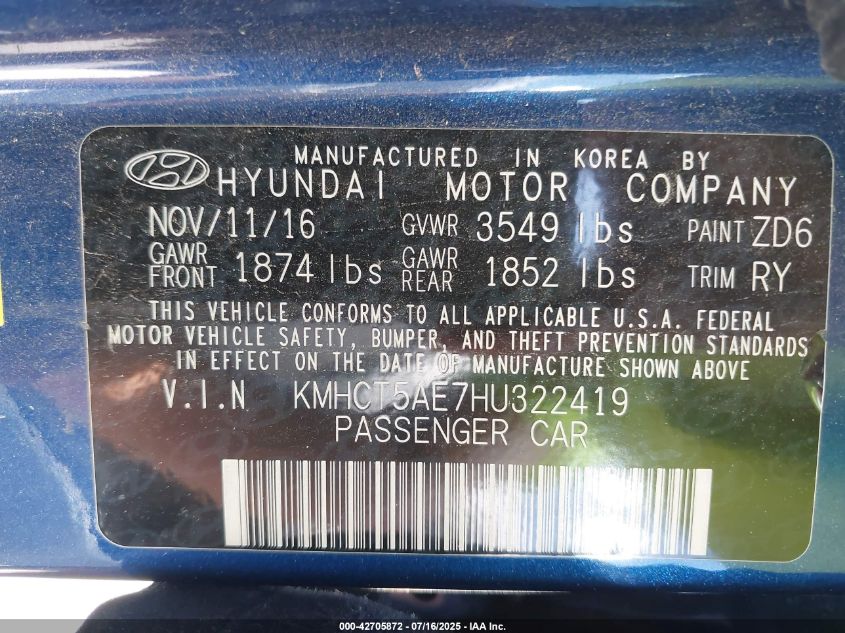 MANUFACTURED IN KOREA BY
HYUNDAI MOTOR COMPANY
NOV/11/16 GVWR 3549 lbs PAINT ZD6
GAWR FRONT 1874 lbs GAWR REAR 1852 lbs TRIM RY
THIS VEHICLE CONFORMS TO ALL APPLICABLE U.S.A. FEDERAL
MOTOR VEHICLE SAFETY, BUMPER, AND THEFT PREVENTION STANDARDS
IN EFFECT ON THE DATE OF MANUFACTURE SHOWN ABOVE
V.I.N KMHCT5AE7HU322419
PASSENGER CAR
000-42705872 - 07/16/2025 - IAA Inc.